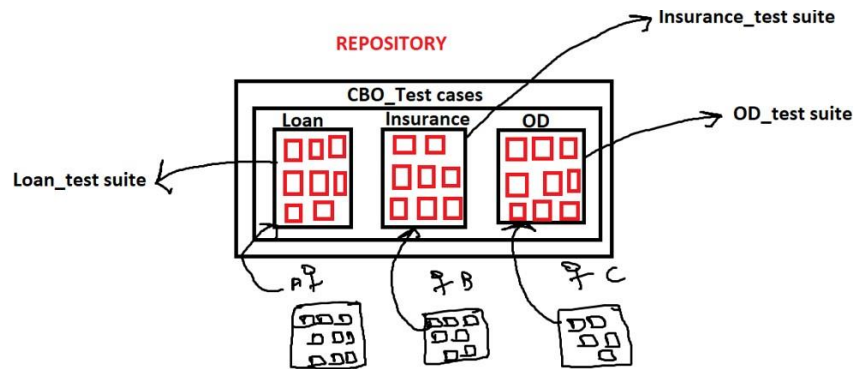 Insurance_test suite
REPOSITORY
CBO_Test cases
Loan Insurance OD
OD_test suite
Loan_test suite
A B C